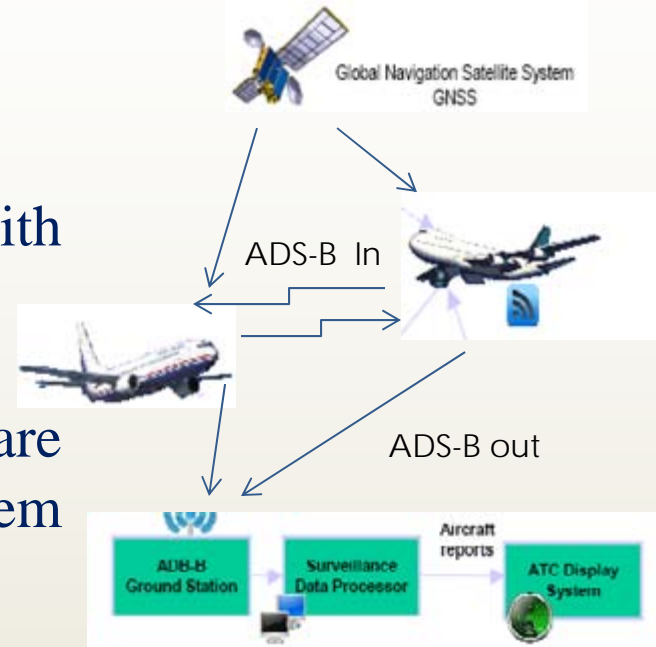 Global Navigation Satellite System
GNSS
ith
ADS-B In
are
ADS-B out
em
Aircraft
reports
ADB-B
Ground Station
Surveillance
Data Processor
ATC Display
System